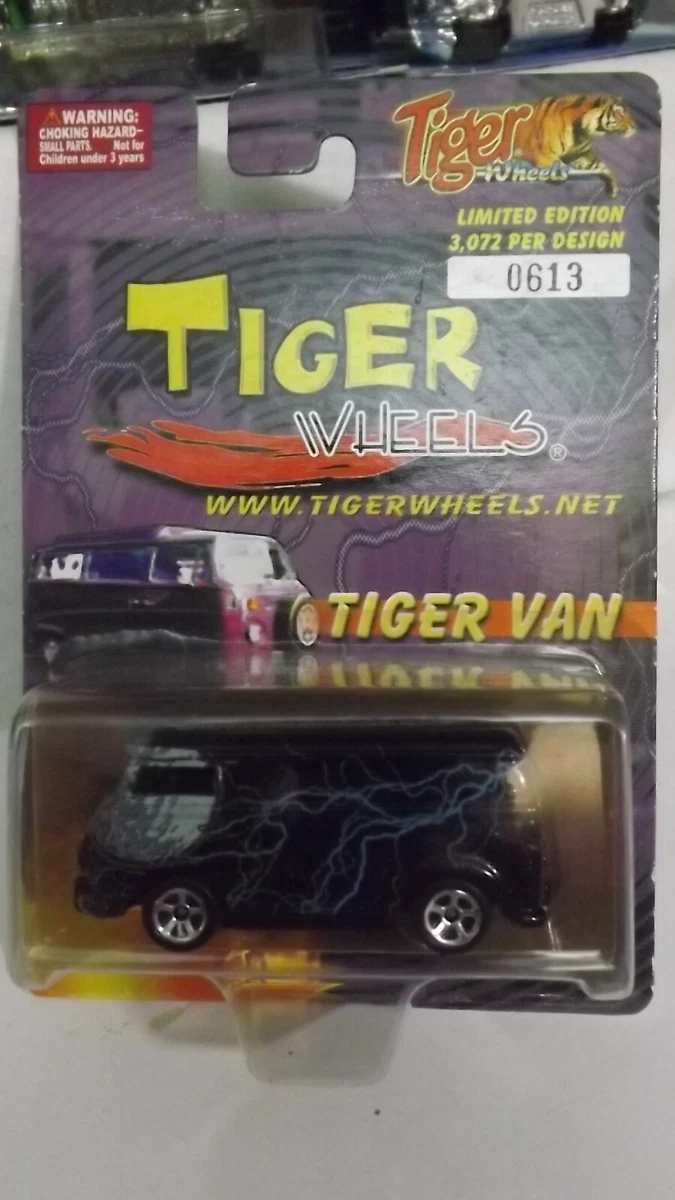 WARNING:
CHOKING HAZARD–
SMALL PARTS. Not for
Children under 3 years
Tiger
Wheels
LIMITED EDITION
3,072 PER DESIGN
0613
TIGER
WHEELS®
WWW.TIGERWHEELS.NET
TIGER VAN